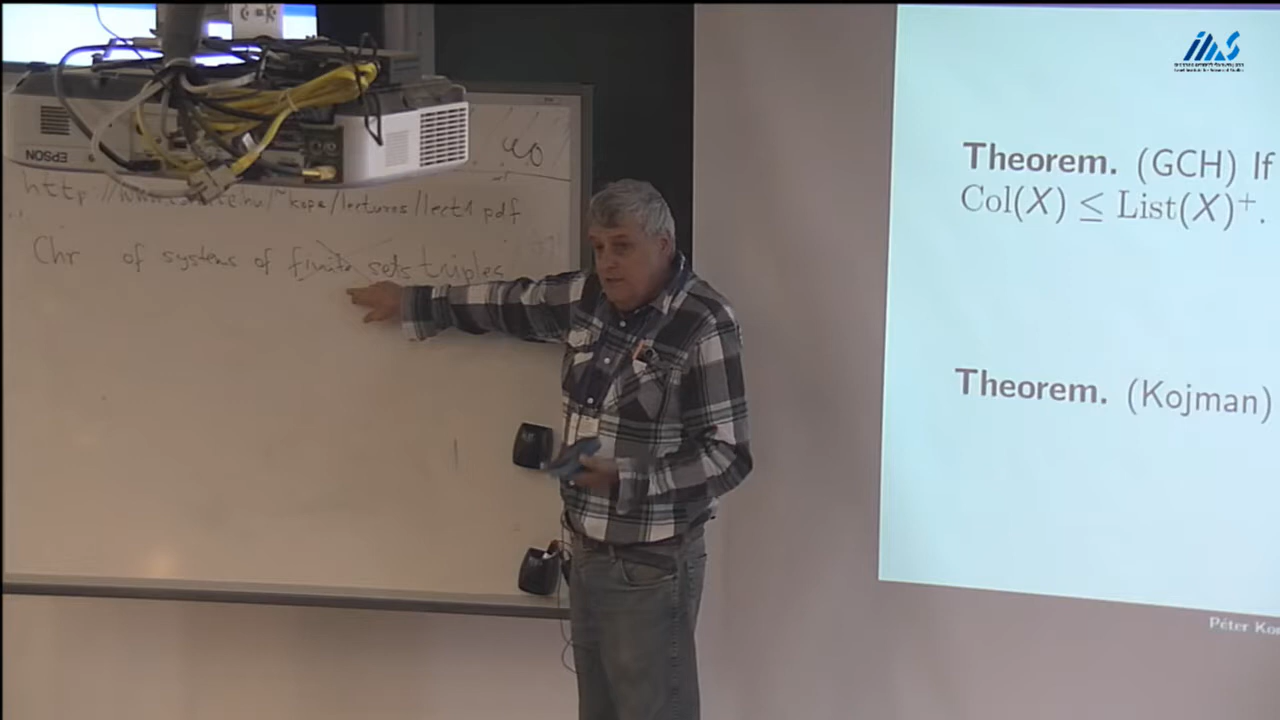 EPSON
ω
http://www. .hu/~kope/lectures/lect1.pdf
Chr of systems of finite sets triples
Theorem. (GCH) If
Col(X) ≤ List(X)⁺.
Theorem. (Kojman)
Péter Ko